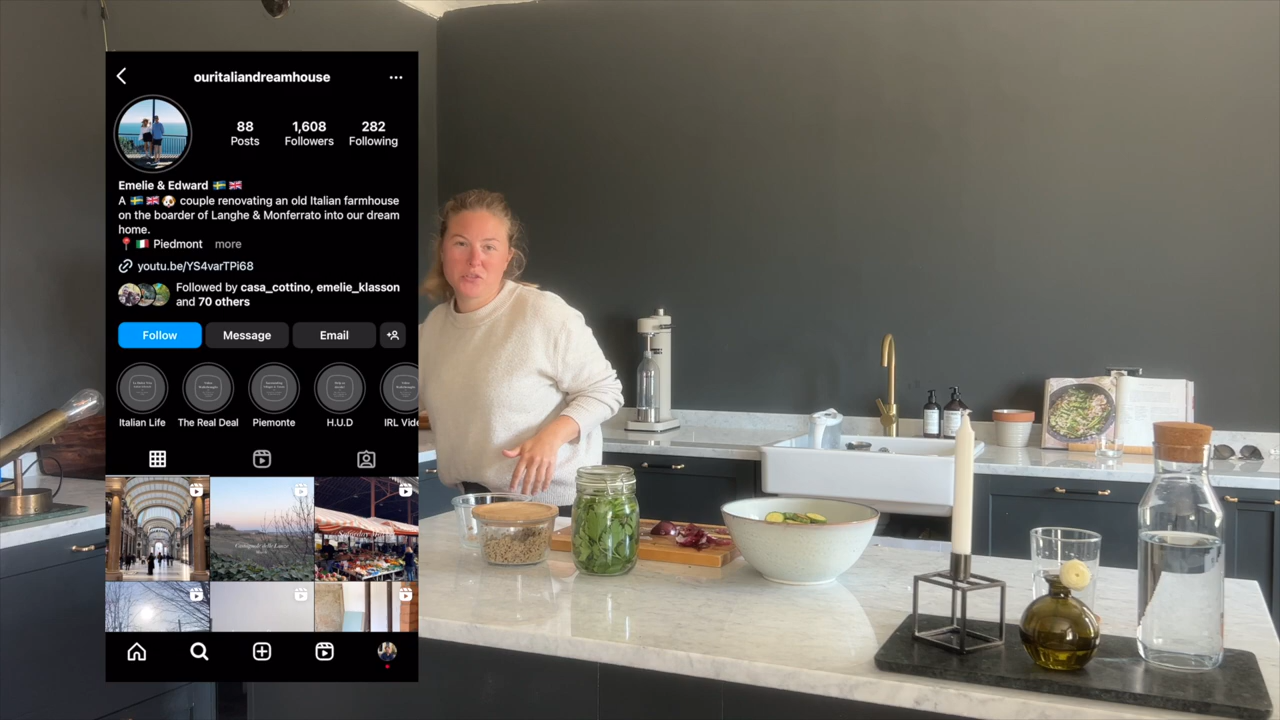 ouritaliandreamhouse
88
1,608
282
Posts
Followers
Following
Emelie & Edward 🇸🇪 🇬🇧
A 🇸🇪 🇬🇧 🐶 couple renovating an old Italian farmhouse
on the boarder of Langhe & Monferrato into our dream
home.
📍 🇮🇹 Piedmont more
youtu.be/YS4varTPi68
Followed by casa_cottino, emelie_klasson
and 70 others
Follow
Message
Email
Italian Life
The Real Deal
Piemonte
H.U.D
IRL Vide